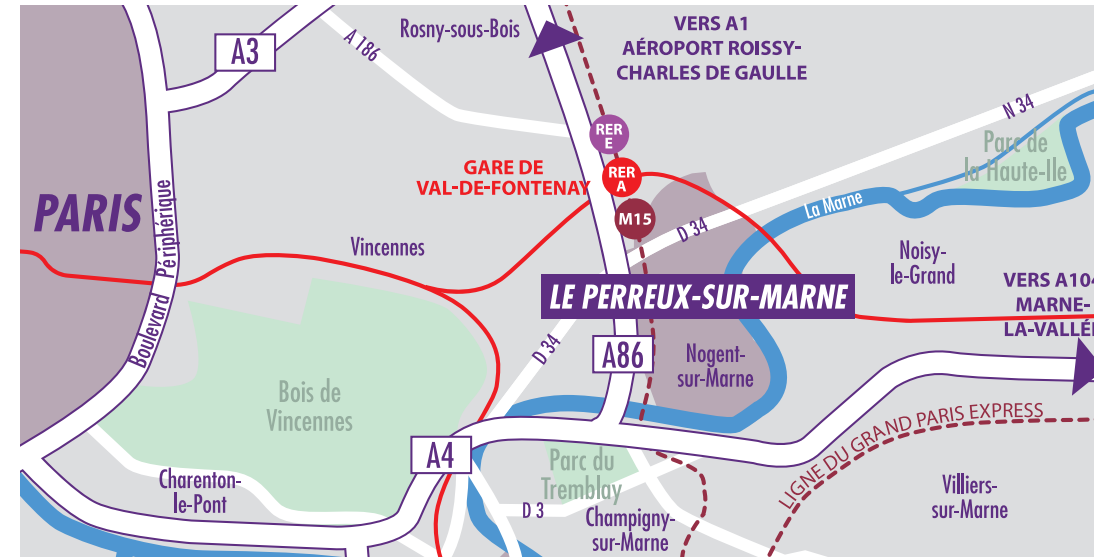 Rosny-sous-Bois
VERS A1
AÉROPORT ROISSY-
CHARLES DE GAULLE
A3
A 186
N 34
RER
E
Parc de
la Haute-Ile
GARE DE
VAL-DE-FONTENAY
RER
A
M15
La Marne
PARIS
Boulevard Périphérique
Vincennes
D 34
Noisy-
le-Grand
LE PERREUX-SUR-MARNE
VERS A104
MARNE-
LA-VALLÉE
D 34
A86
Nogent-
sur-Marne
Bois de
Vincennes
LIGNE DU GRAND PARIS EXPRESS
A4
Parc du
Tremblay
Charenton-
le-Pont
D 3
Champigny-
sur-Marne
Villiers-
sur-Marne